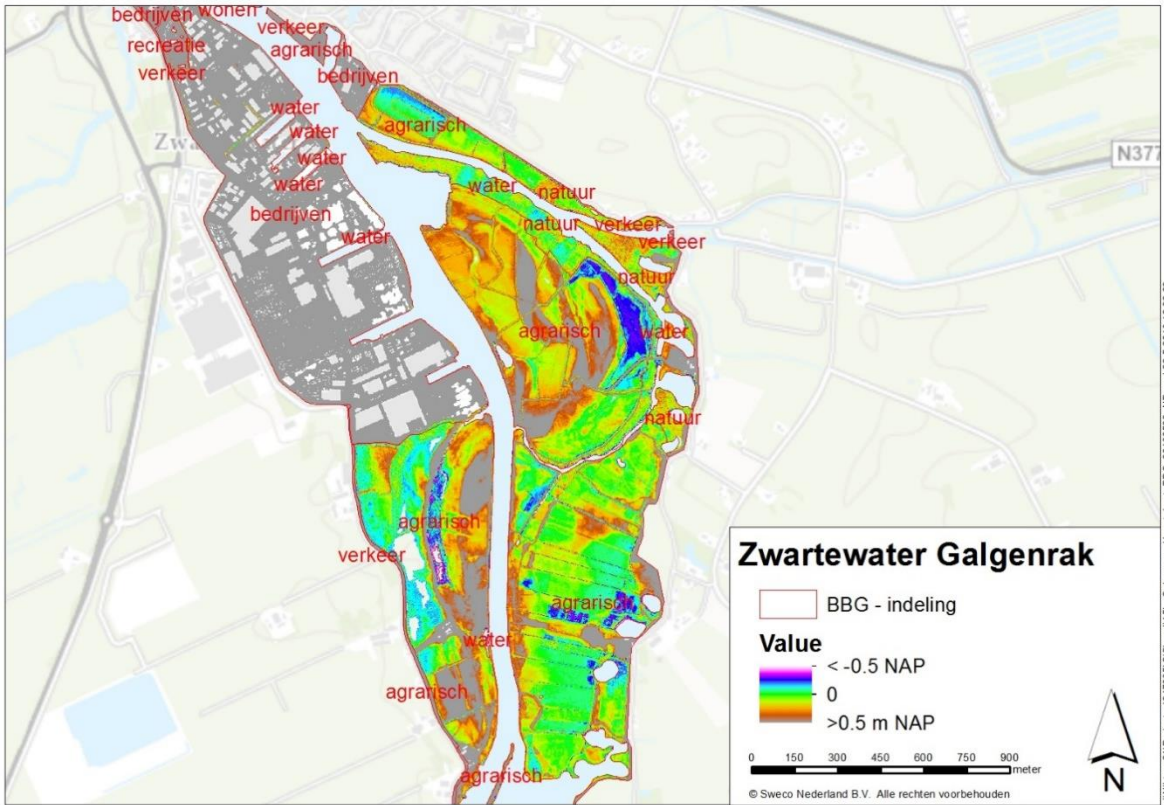 bedrijven
wonen
verkeer
recreatie
agrarisch
verkeer
bedrijven
water
agrarisch
water
Zwa
water
water
water
natuur
bedrijven
natuur
verkeer
water
verkeer
natuur
agrarisch
water
N377
natuur
agrarisch
verkeer
agrarisch
water
agrarisch
agrarisch
Zwartewater Galgenrak
BBG - indeling
Value
< -0.5 NAP
0
>0.5 m NAP
0 150 300 450 600 750 900
meter
N
© Sweco Nederland B.V. Alle rechten voorbehouden